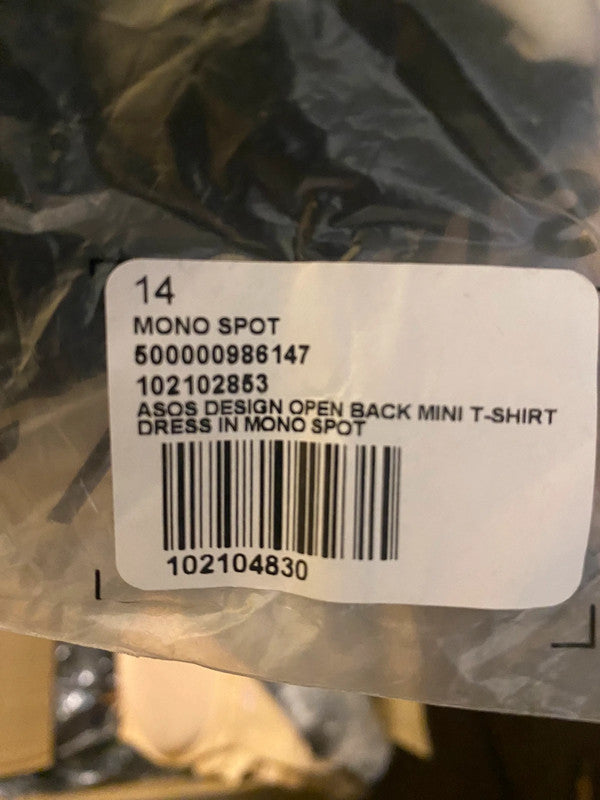 14
MONO SPOT
500000986147
102102853
ASOS DESIGN OPEN BACK MINI T-SHIRT
DRESS IN MONO SPOT
102104830